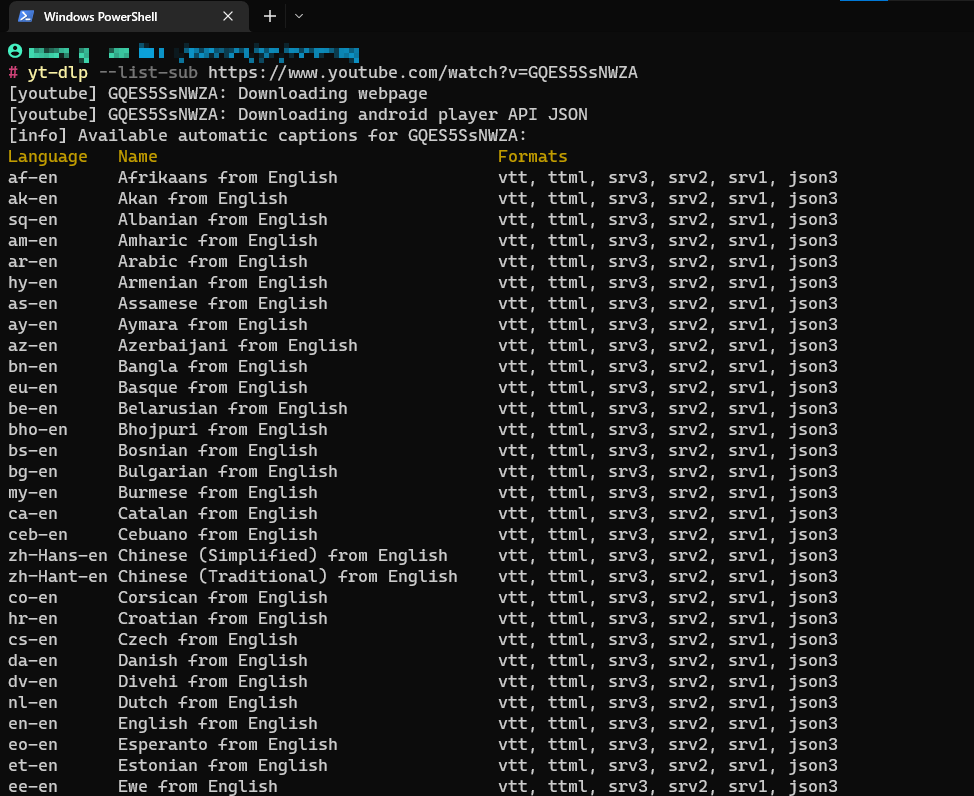 Windows PowerShell
# yt-dlp --list-sub https://www.youtube.com/watch?v=GQES5SsNWZA
[youtube] GQES5SsNWZA: Downloading webpage
[youtube] GQES5SsNWZA: Downloading android player API JSON
[info] Available automatic captions for GQES5SsNWZA:
Language Name Formats
af-en Afrikaans from English vtt, ttml, srv3, srv2, srv1, json3
ak-en Akan from English vtt, ttml, srv3, srv2, srv1, json3
sq-en Albanian from English vtt, ttml, srv3, srv2, srv1, json3
am-en Amharic from English vtt, ttml, srv3, srv2, srv1, json3
ar-en Arabic from English vtt, ttml, srv3, srv2, srv1, json3
hy-en Armenian from English vtt, ttml, srv3, srv2, srv1, json3
as-en Assamese from English vtt, ttml, srv3, srv2, srv1, json3
ay-en Aymara from English vtt, ttml, srv3, srv2, srv1, json3
az-en Azerbaijani from English vtt, ttml, srv3, srv2, srv1, json3
bn-en Bangla from English vtt, ttml, srv3, srv2, srv1, json3
eu-en Basque from English vtt, ttml, srv3, srv2, srv1, json3
be-en Belarusian from English vtt, ttml, srv3, srv2, srv1, json3
bho-en Bhojpuri from English vtt, ttml, srv3, srv2, srv1, json3
bs-en Bosnian from English vtt, ttml, srv3, srv2, srv1, json3
bg-en Bulgarian from English vtt, ttml, srv3, srv2, srv1, json3
my-en Burmese from English vtt, ttml, srv3, srv2, srv1, json3
ca-en Catalan from English vtt, ttml, srv3, srv2, srv1, json3
ceb-en Cebuano from English vtt, ttml, srv3, srv2, srv1, json3
zh-Hans-en Chinese (Simplified) from English vtt, ttml, srv3, srv2, srv1, json3
zh-Hant-en Chinese (Traditional) from English vtt, ttml, srv3, srv2, srv1, json3
co-en Corsican from English vtt, ttml, srv3, srv2, srv1, json3
hr-en Croatian from English vtt, ttml, srv3, srv2, srv1, json3
cs-en Czech from English vtt, ttml, srv3, srv2, srv1, json3
da-en Danish from English vtt, ttml, srv3, srv2, srv1, json3
dv-en Divehi from English vtt, ttml, srv3, srv2, srv1, json3
nl-en Dutch from English vtt, ttml, srv3, srv2, srv1, json3
en-en English from English vtt, ttml, srv3, srv2, srv1, json3
eo-en Esperanto from English vtt, ttml, srv3, srv2, srv1, json3
et-en Estonian from English vtt, ttml, srv3, srv2, srv1, json3
ee-en Ewe from English vtt, ttml, srv3, srv2, srv1, json3